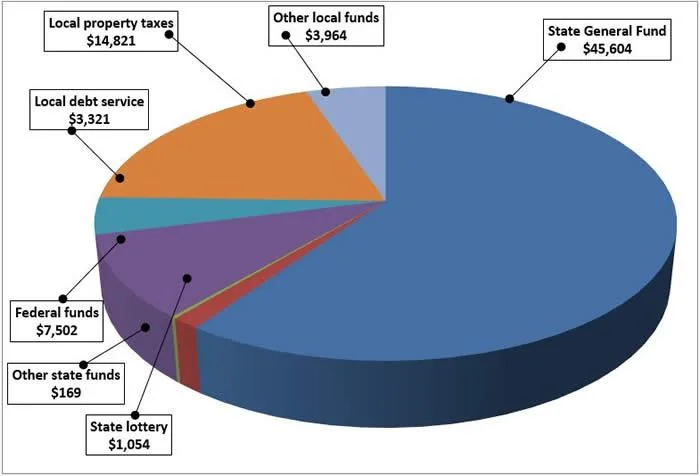 Local property taxes
$14,821
Other local funds
$3,964
State General Fund
$45,604
Local debt service
$3,321
Federal funds
$7,502
Other state funds
$169
State lottery
$1,054